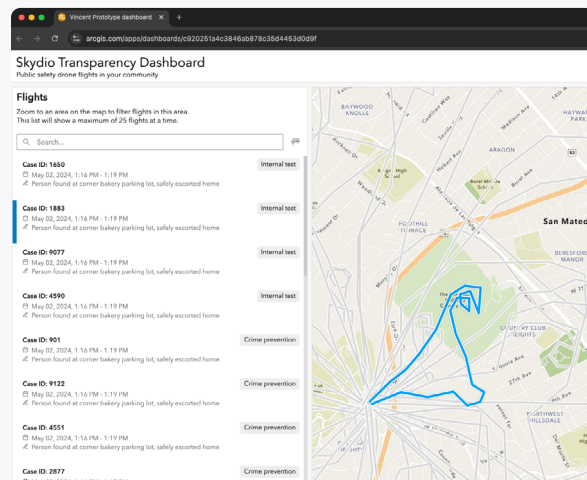 Vincent Prototype dashboard
arcgis.com/apps/dashboards/c920251a4c3846ab878c35d4453d0d9f
Skydio Transparency Dashboard
Public safety drone flights in your community
Flights
Zoom to an area on the map to filter flights in this area.
This list will show a maximum of 25 flights at a time.
Search...
Case ID: 1650
Internal test
May 02, 2024, 1:16 PM - 1:19 PM
Person found at corner bakery parking lot, safely escorted home
Case ID: 1883
Internal test
May 02, 2024, 1:16 PM - 1:19 PM
Person found at corner bakery parking lot, safely escorted home
Case ID: 9077
Internal test
May 02, 2024, 1:16 PM - 1:19 PM
Person found at corner bakery parking lot, safely escorted home
Case ID: 4590
Internal test
May 02, 2024, 1:16 PM - 1:19 PM
Person found at corner bakery parking lot, safely escorted home
Case ID: 901
Crime prevention
May 02, 2024, 1:16 PM - 1:19 PM
Person found at corner bakery parking lot, safely escorted home
Case ID: 9122
Crime prevention
May 02, 2024, 1:16 PM - 1:19 PM
Person found at corner bakery parking lot, safely escorted home
Case ID: 4551
Crime prevention
May 02, 2024, 1:16 PM - 1:19 PM
Person found at corner bakery parking lot, safely escorted home
Case ID: 2877
Crime prevention
BAYWOOD
KNOLLS
ARAGON
82
HAYWA
PARK
High
School
FOOTHILL
TERRACE
San Mateo
BERESFORD
MANOR
CLUB
HEIGHTS
27th Ave
HILLSDALE